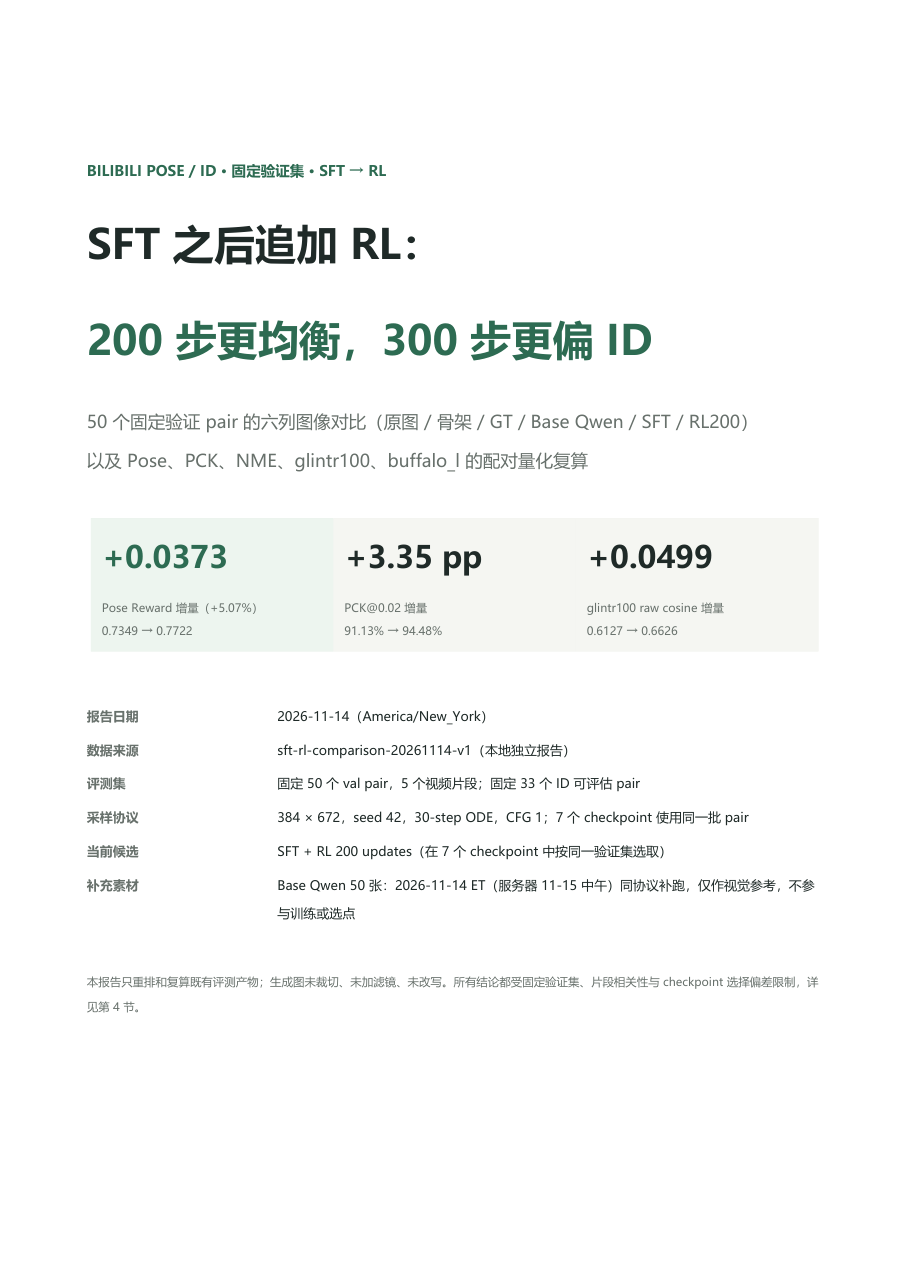 BILIBILI POSE / ID • 固定验证集 • SFT → RL
SFT 之后追加 RL：
200 步更均衡，300 步更偏 ID
50 个固定验证 pair 的六列图像对比（原图 / 骨架 / GT / Base Qwen / SFT / RL200）
以及 Pose、PCK、NME、glintr100、buffalo_l 的配对量化复算
+0.0373
Pose Reward 增量（+5.07%）
0.7349 → 0.7722
+3.35 pp
PCK@0.02 增量
91.13% → 94.48%
+0.0499
glintr100 raw cosine 增量
0.6127 → 0.6626
报告日期 2026-11-14（America/New_York）
数据来源 sft-rl-comparison-20261114-v1（本地独立报告）
评测集 固定 50 个 val pair，5 个视频片段；固定 33 个 ID 可评估 pair
采样协议 384 × 672，seed 42，30-step ODE，CFG 1；7 个 checkpoint 使用同一批 pair
当前候选 SFT + RL 200 updates（在 7 个 checkpoint 中按同一验证集选取）
补充素材 Base Qwen 50 张：2026-11-14 ET（服务器 11-15 中午）同协议补跑，仅作视觉参考，不参
与训练或选点
本报告只重排和复算既有评测产物；生成图未裁切、未加滤镜、未改写。所有结论都受固定验证集、片段相关性与 checkpoint 选择偏差限制，详
见第 4 节。